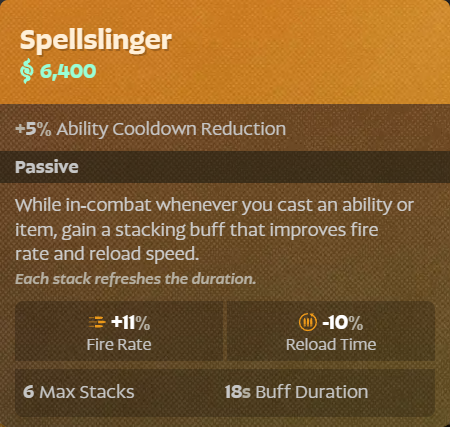 Spellslinger
6,400
+5% Ability Cooldown Reduction
Passive
While in-combat whenever you cast an ability or
item, gain a stacking buff that improves fire
rate and reload speed.
Each stack refreshes the duration.
+11%
Fire Rate
-10%
Reload Time
6 Max Stacks
18s Buff Duration